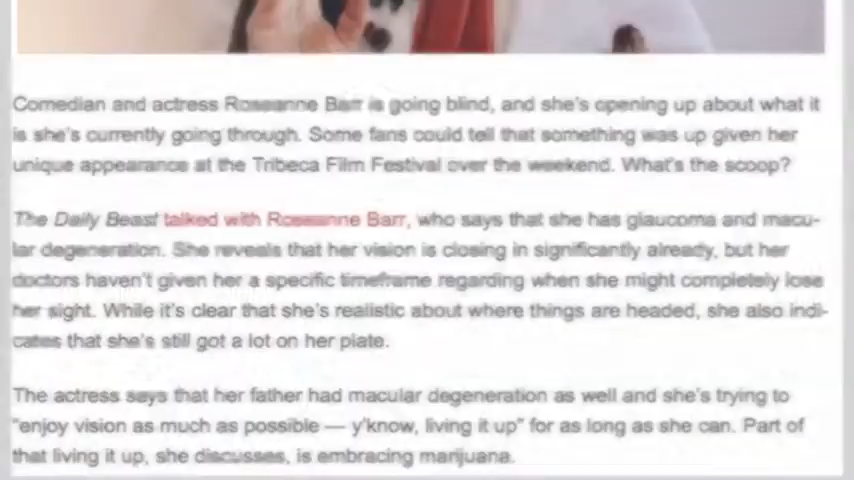 Comedian and actress Roseanne Barr is going blind, and she's opening up about what it
is she's currently going through. Some fans could tell that something was up given her
unique appearance at the Tribeca Film Festival over the weekend. What's the scoop?
The Daily Beast talked with Roseanne Barr, who says that she has glaucoma and macu-
lar degeneration. She reveals that her vision is closing in significantly already, but her
doctors haven't given her a specific timeframe regarding when she might completely lose
her sight. While it's clear that she's realistic about where things are headed, she also indi-
cates that she's still got a lot on her plate.
The actress says that her father had macular degeneration as well and she's trying to
"enjoy vision as much as possible — y'know, living it up" for as long as she can. Part of
that living it up, she discusses, is embracing marijuana.